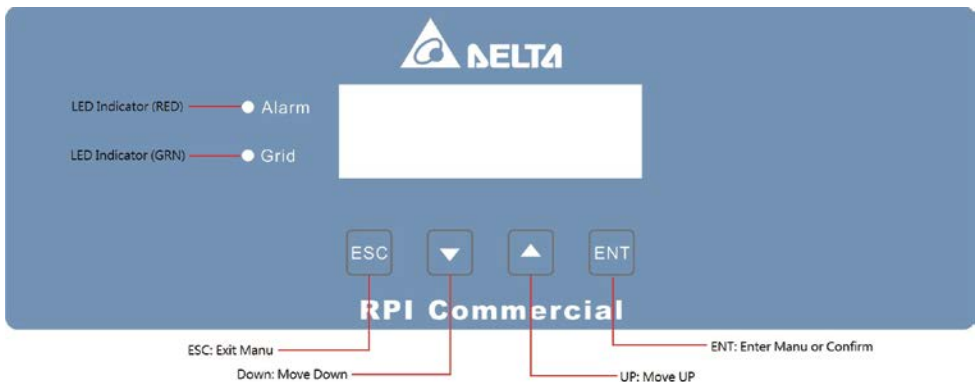 DELTA
LED Indicator (RED)
Alarm
LED Indicator (GRN)
Grid
ESC
ENT
RPI Commercial
ESC: Exit Manu
ENT: Enter Manu or Confirm
Down: Move Down
UP: Move UP